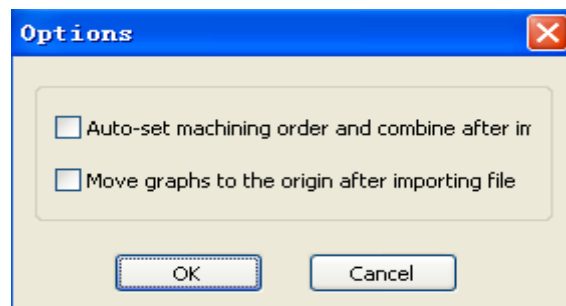 Options
Auto-set machining order and combine after im
Move graphs to the origin after importing file
OK
Cancel